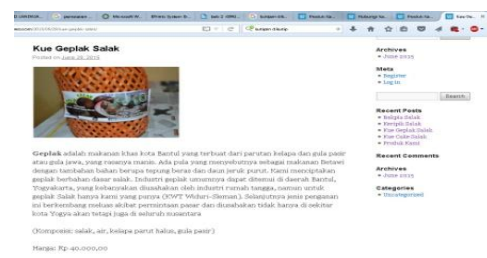 Kue Geplak Salak
Posted on June 29, 2015
Geplak adalah makanan khas kota Bantul yang terbuat dari parutan kelapa dan gula pasir
atau gula jawa, yang rasanya manis. Ada pula yang menyebutnya sebagai makanan Betawi
dengan tambahan bahan berupa tepung beras dan daun jeruk purut. Kami menciptakan
geplak berbahan dasar salak. Industri geplak umumnya dapat ditemui di daerah Bantul,
Yogyakarta, yang kebanyakan diusahakan oleh industri rumah tangga, namun untuk
geplak Salak hanya kami yang punya (KWT Sleman). Selanjutnya jenis penganan
ini berkembang meluas akibat permintaan pasar dan diusahakan tidak hanya di sekitar
kota Yogya akan tetapi juga di seluruh nusantara
(Komposisi: salak, air, kelapa parut halus, gula pasir)
Harga: Rp 40.000,00
Archives
June 2015
Meta
Register
Log in
Search
Recent Posts
Salak
Keripik Salak
Kue Geplak Salak
Kue Cake Salak
Produk Kami
Recent Comments
Archives
June 2015
Categories
Uncategorized